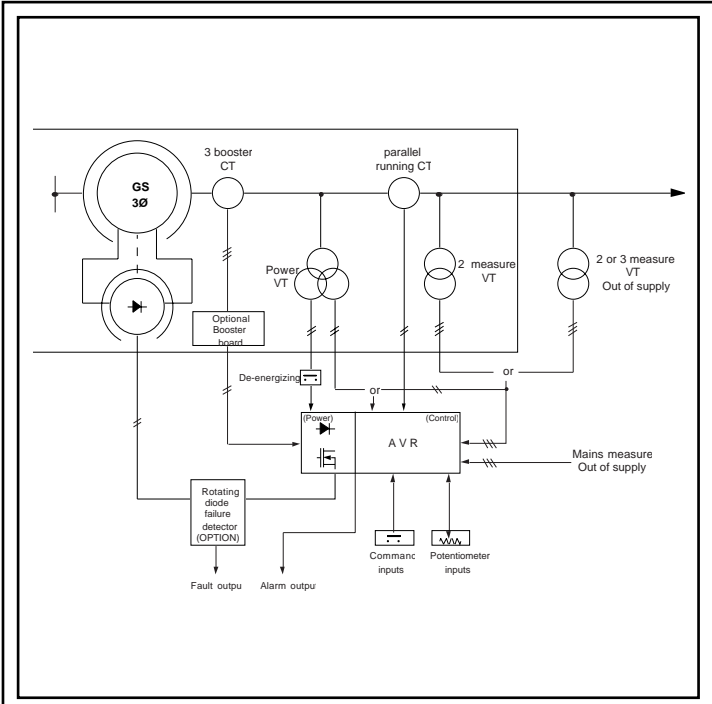 3 booster
CT
parallel
running CT
GS
3Ø
Power
VT
2 measure
VT
2 or 3 measure
VT
Out of supply
Optional
Booster
board
De-energizing
or
or
(Power)
(Control)
A V R
Mains measure
Out of supply
Rotating
diode
failure
detector
(OPTION)
Command
inputs
Potentiometer
inputs
Fault outpu
Alarm outpu